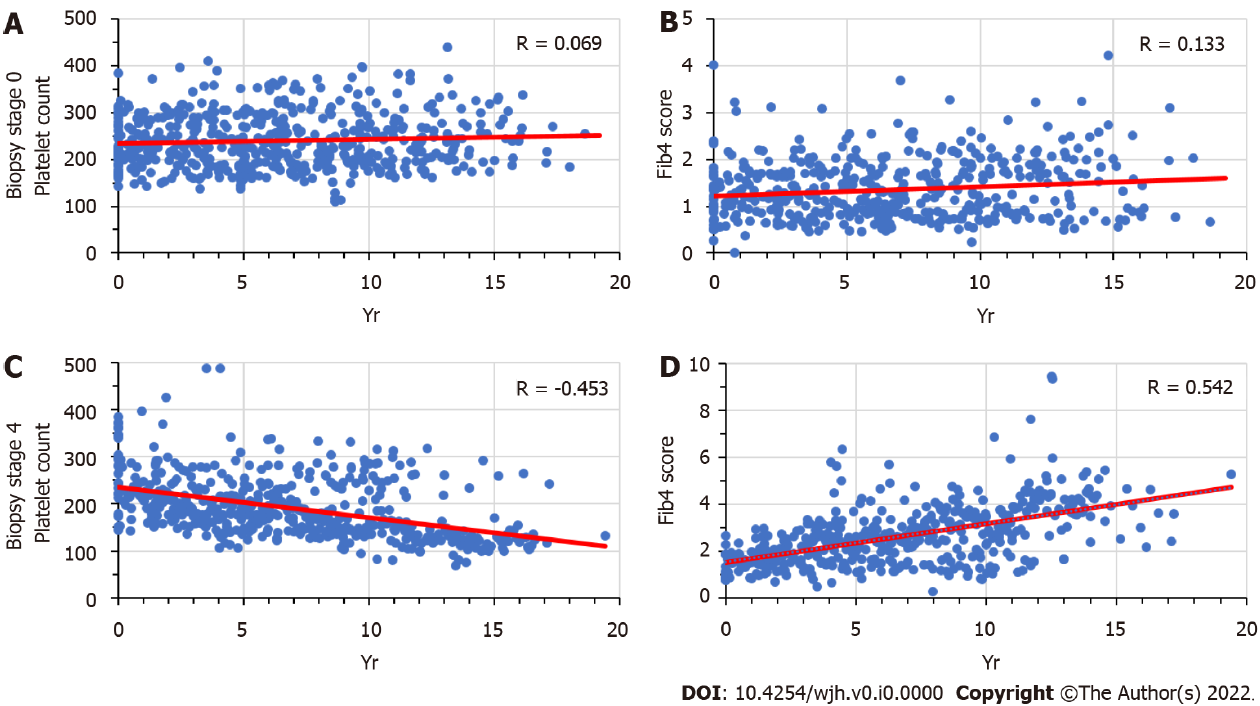 A
B
Biopsy stage 0
Platelet count
500
400
300
200
100
0
R = 0.069
0 5 10 15 20
Yr
Fib4 score
5
4
3
2
1
0
R = 0.133
0 5 10 15 20
Yr
C
D
Biopsy stage 4
Platelet count
500
400
300
200
100
0
R = -0.453
0 5 10 15 20
Yr
Fib4 score
10
8
6
4
2
0
R = 0.542
0 5 10 15 20
Yr
DOI: 10.4254/wjh.v0.i0.0000 Copyright ©The Author(s) 2022.